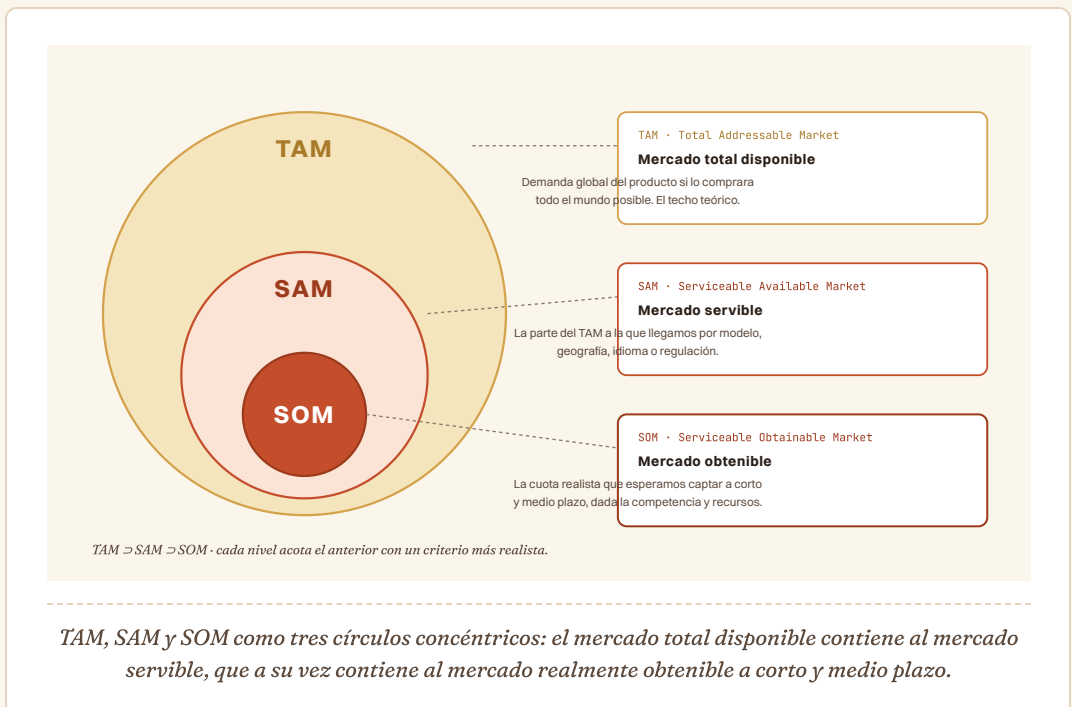 TAM
SAM
SOM
TAM · Total Addressable Market
Mercado total disponible
Demanda global del producto si lo comprara
todo el mundo posible. El techo teórico.
SAM · Serviceable Available Market
Mercado servible
La parte del TAM a la que llegamos por modelo,
geografía, idioma o regulación.
SOM · Serviceable Obtainable Market
Mercado obtenible
La cuota realista que esperamos captar a corto
y medio plazo, dada la competencia y recursos.
TAM ⊃ SAM ⊃ SOM · cada nivel acota el anterior con un criterio más realista.
TAM, SAM y SOM como tres círculos concéntricos: el mercado total disponible contiene al mercado
servible, que a su vez contiene al mercado realmente obtenible a corto y medio plazo.